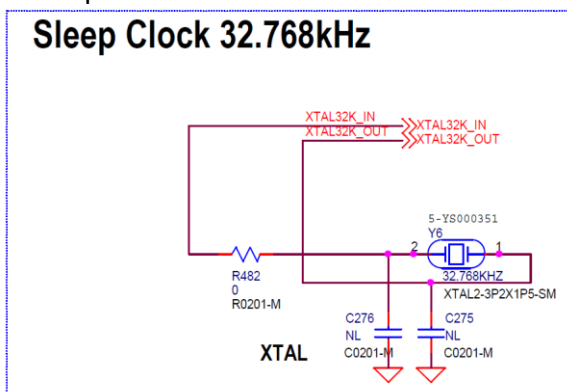 Sleep Clock 32.768kHz
XTAL32K_IN
XTAL32K_OUT
XTAL32K_IN
XTAL32K_OUT
5-YS000351
Y6
2
1
32.768KHZ
XTAL2-3P2X1P5-SM
R482
0
R0201-M
C276
NL
C0201-M
C275
NL
C0201-M
XTAL